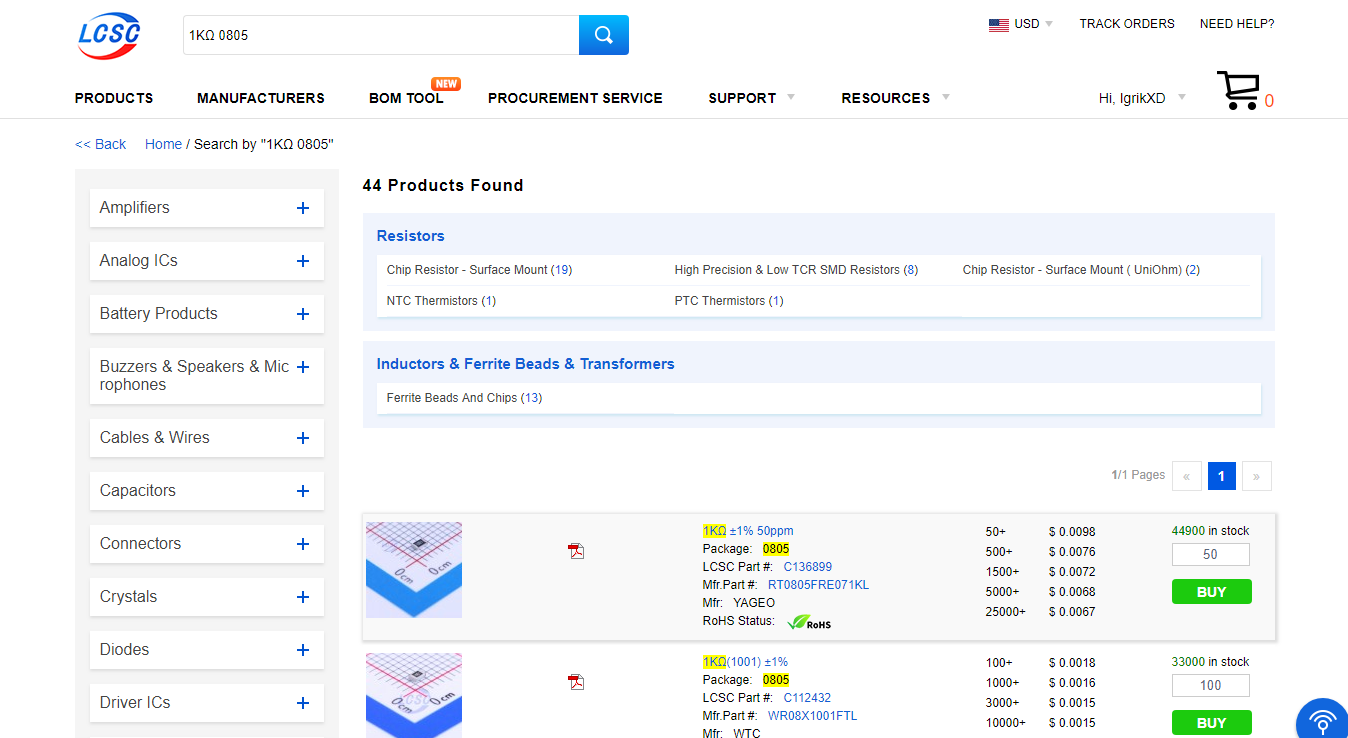 LCSC
1KΩ 0805
USD
TRACK ORDERS
NEED HELP?
PRODUCTS
MANUFACTURERS
BOM TOOL
NEW
PROCUREMENT SERVICE
SUPPORT
RESOURCES
Hi, IgrikXD
0
<< Back Home / Search by "1KΩ 0805"
Amplifiers +
Analog ICs +
Battery Products +
Buzzers & Speakers & Mic +
rophones
Cables & Wires +
Capacitors +
Connectors +
Crystals +
Diodes +
Driver ICs +
44 Products Found
Resistors
Chip Resistor - Surface Mount (19) High Precision & Low TCR SMD Resistors (8) Chip Resistor - Surface Mount ( UniOhm) (2)
NTC Thermistors (1) PTC Thermistors (1)
Inductors & Ferrite Beads & Transformers
Ferrite Beads And Chips (13)
1/1 Pages « 1 »
0cm 0cm
1KΩ ±1% 50ppm
Package: 0805
LCSC Part #: C136899
Mfr.Part #: RT0805FRE071KL
Mfr: YAGEO
RoHS Status: RoHS
50+ $ 0.0098
500+ $ 0.0076
1500+ $ 0.0072
5000+ $ 0.0068
25000+ $ 0.0067
44900 in stock
50
BUY
0cm 0cm
1KΩ(1001) ±1%
Package: 0805
LCSC Part #: C112432
Mfr.Part #: WR08X1001FTL
Mfr: WTC
100+ $ 0.0018
1000+ $ 0.0016
3000+ $ 0.0015
10000+ $ 0.0015
33000 in stock
100
BUY